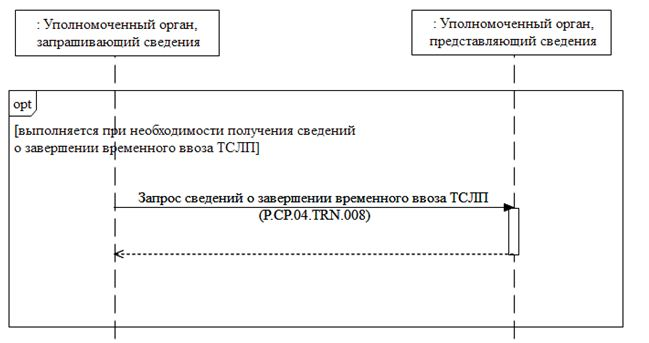 : Уполномоченный орган,
запрашивающий сведения
: Уполномоченный орган,
представляющий сведения
opt
[выполняется при необходимости получения сведений
о завершении временного ввоза ТСЛП]
Запрос сведений о завершении временного ввоза ТСЛП
(P.CP.04.TRN.008)